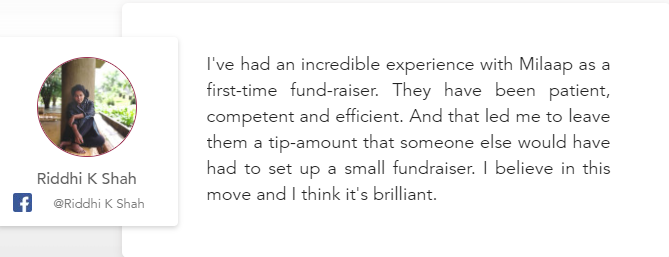 I've had an incredible experience with Milaap as a
first-time fund-raiser. They have been patient,
competent and efficient. And that led me to leave
them a tip-amount that someone else would have
had to set up a small fundraiser. I believe in this
move and I think it's brilliant.
Riddhi K Shah
@Riddhi K Shah